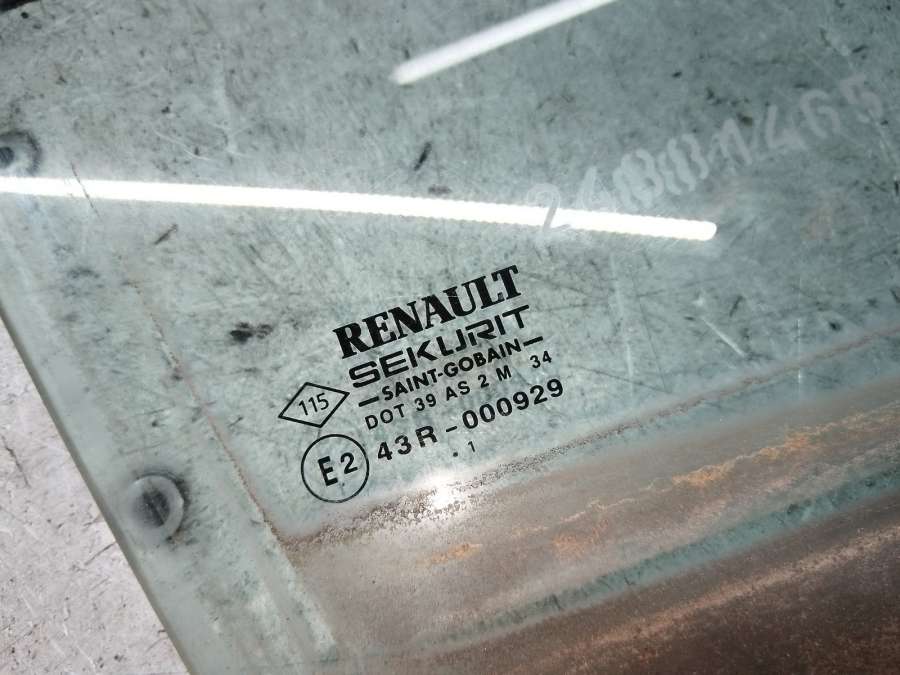 RENAULT
SEKURIT
—SAINT-GOBAIN—
115
DOT 39 AS 2 M 34
E2
43R-000929
. 1